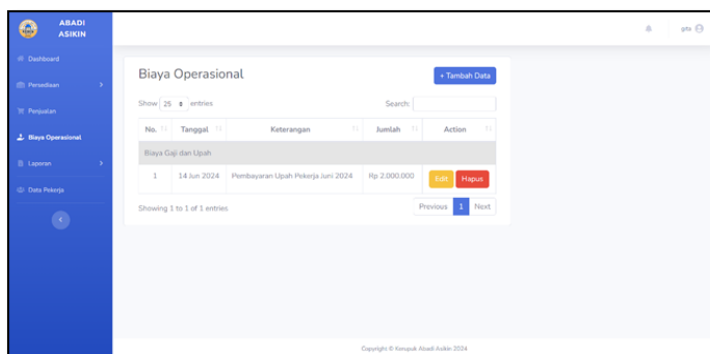 ABADI
ASIKIN
Dashboard
Persediaan
Penjualan
Biaya Operasional
Laporan
Data Pekerja
gita
Biaya Operasional
+ Tambah Data
Show 25 entries
Search:
No. Tanggal Keterangan Jumlah Action
Biaya Gaji dan Upah
1 14 Jun 2024 Pembayaran Upah Pekerja Juni 2024 Rp 2.000.000 Edit Hapus
Showing 1 to 1 of 1 entries
Previous 1 Next
Copyright © Kerupuk Abadi Asikin 2024